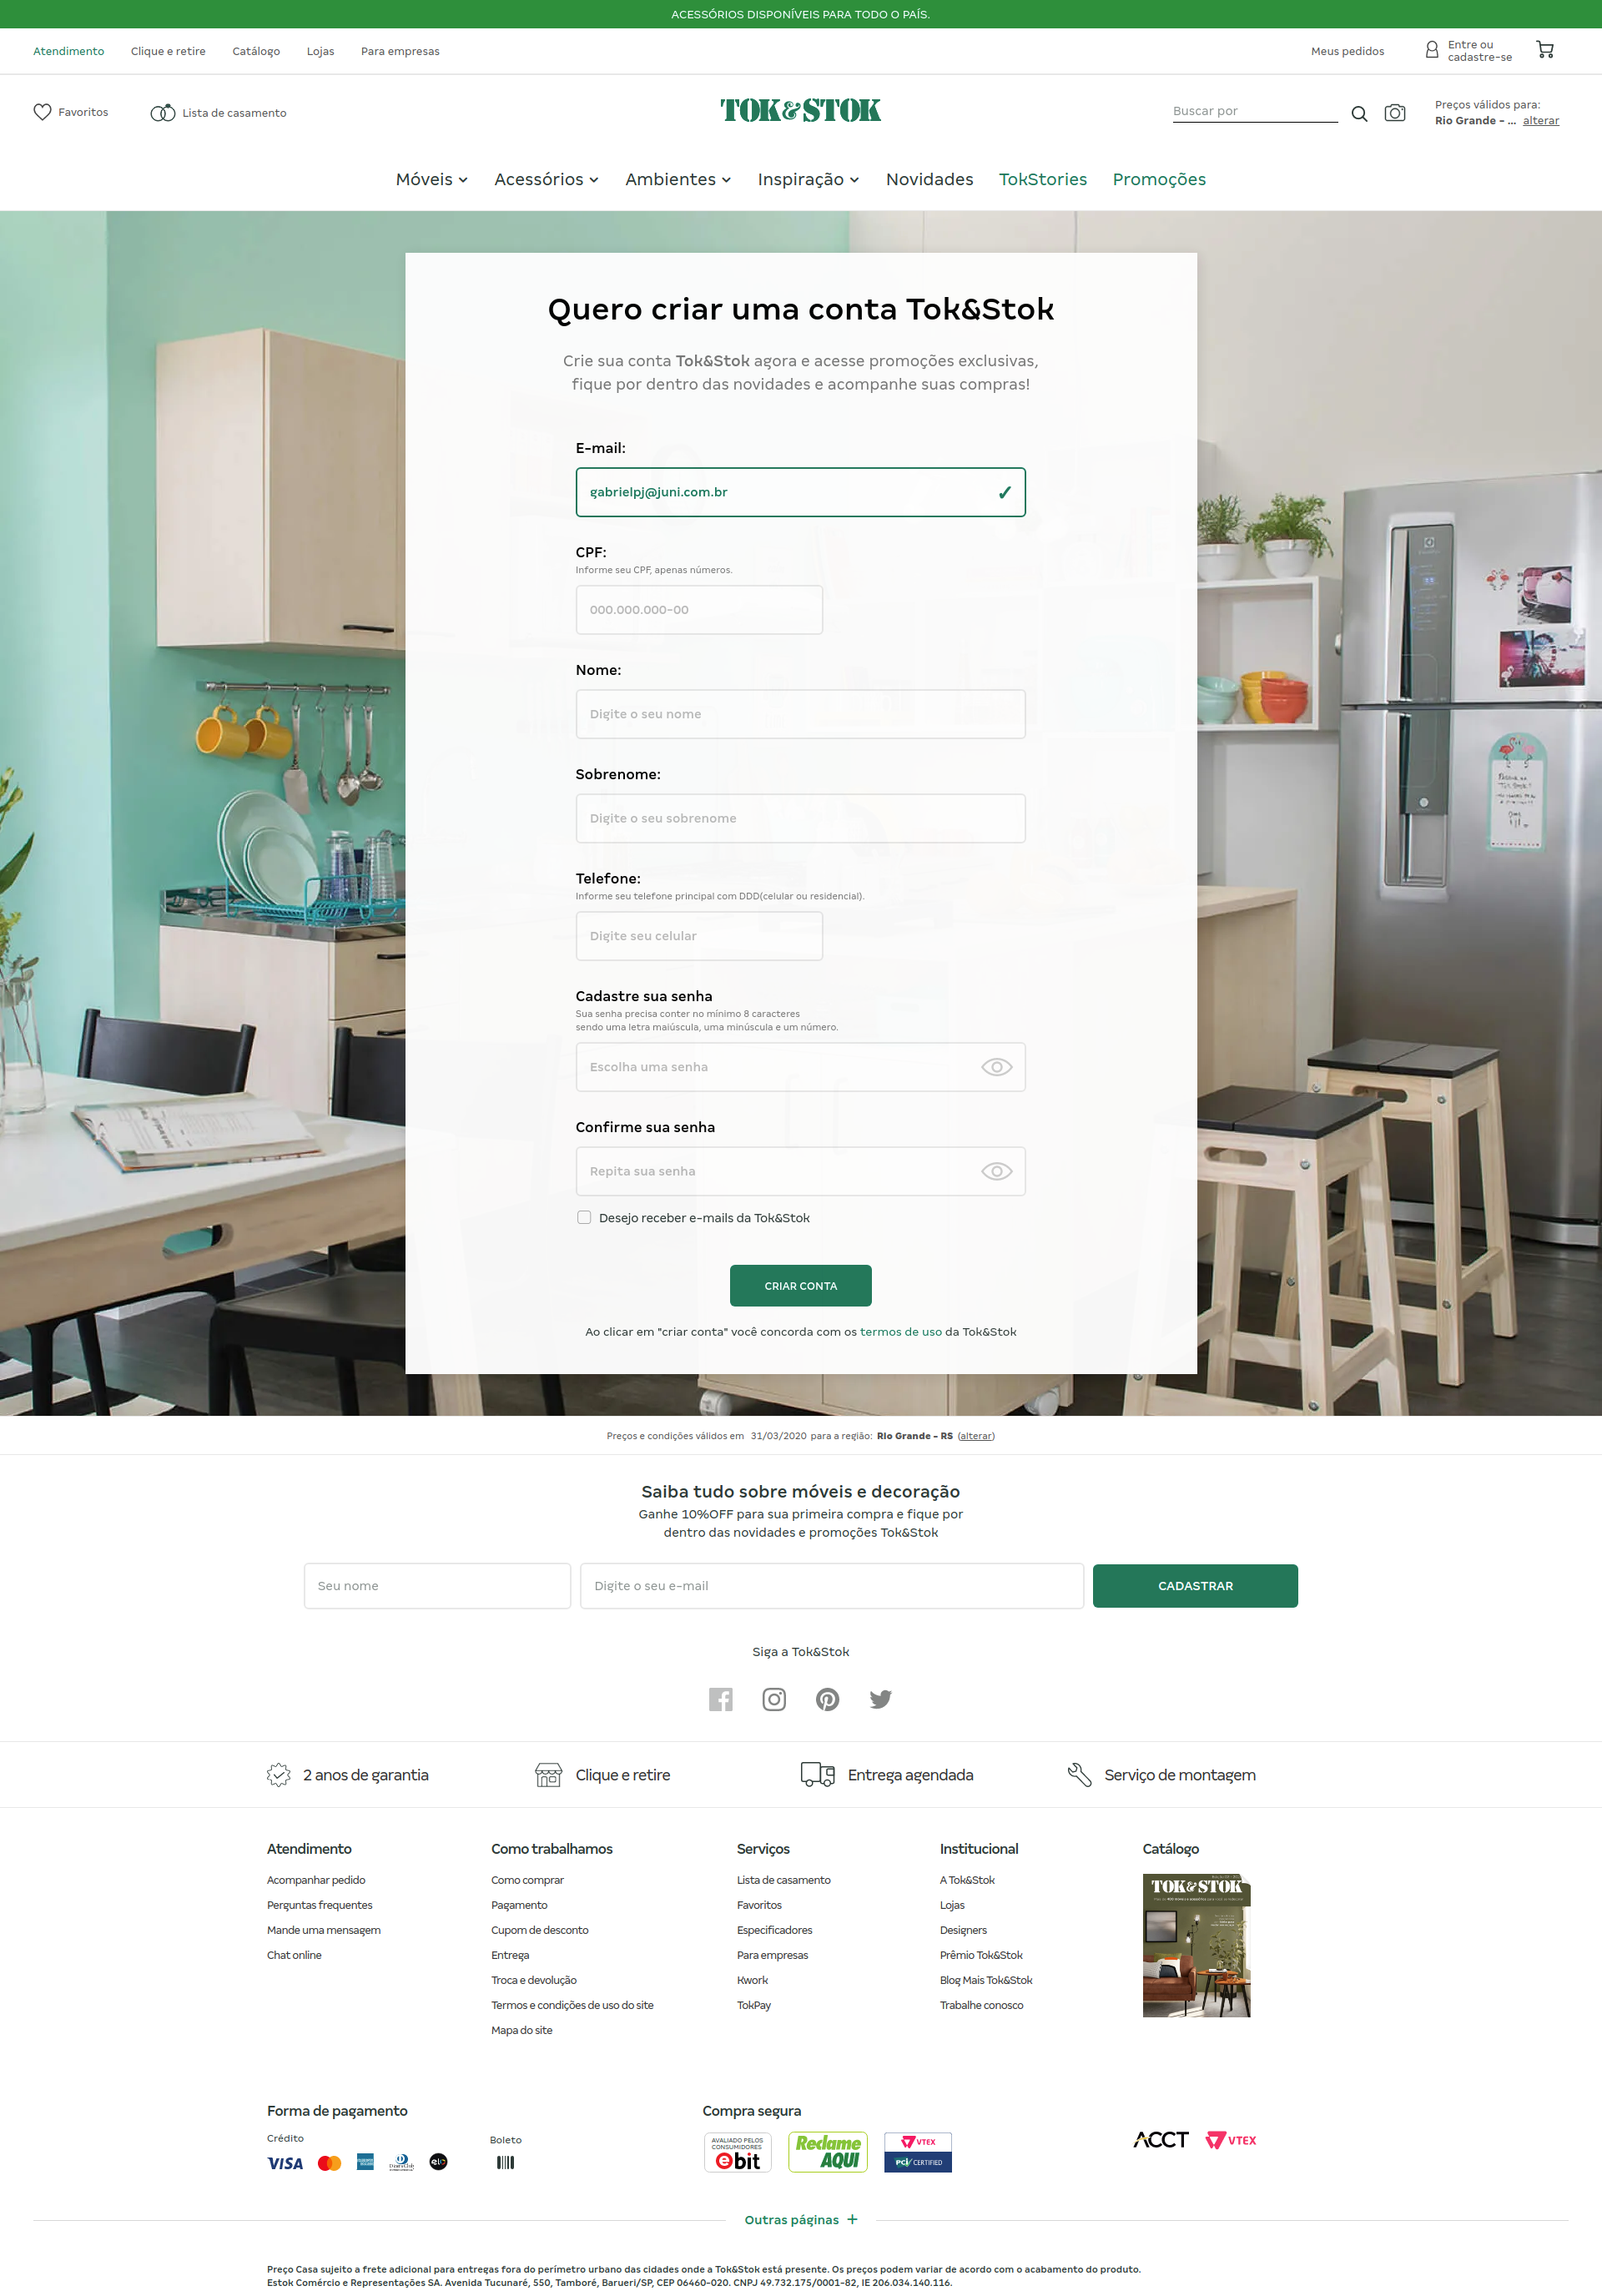 ACESSÓRIOS DISPONÍVEIS PARA TODO O PAÍS.
Atendimento Clique e retire Catálogo Lojas Para empresas Meus pedidos Entre ou
cadastre-se
Favoritos Lista de casamento TOK&STOK Buscar por Preços válidos para:
Rio Grande - ... alterar
Móveis Acessórios Ambientes Inspiração Novidades TokStories Promoções
Quero criar uma conta Tok&Stok
Crie sua conta Tok&Stok agora e acesse promoções exclusivas,
fique por dentro das novidades e acompanhe suas compras!
E-mail:
gabrielpj@juni.com.br
CPF:
Informe seu CPF, apenas números.
000.000.000-00
Nome:
Digite o seu nome
Sobrenome:
Digite o seu sobrenome
Telefone:
Informe seu telefone principal com DDD(celular ou residencial).
Digite seu celular
Cadastre sua senha
Sua senha precisa conter no mínimo 8 caracteres
sendo uma letra maiúscula, uma minúscula e um número.
Escolha uma senha
Confirme sua senha
Repita sua senha
Desejo receber e-mails da Tok&Stok
CRIAR CONTA
Ao clicar em "criar conta" você concorda com os termos de uso da Tok&Stok
Preços e condições válidos em 31/03/2020 para a região: Rio Grande - RS (alterar)
Saiba tudo sobre móveis e decoração
Ganhe 10%OFF para sua primeira compra e fique por
dentro das novidades e promoções Tok&Stok
Seu nome Digite o seu e-mail CADASTRAR
Siga a Tok&Stok
2 anos de garantia Clique e retire Entrega agendada Serviço de montagem
Atendimento
Acompanhar pedido
Perguntas frequentes
Mande uma mensagem
Chat online
Como trabalhamos
Como comprar
Pagamento
Cupom de desconto
Entrega
Troca e devolução
Termos e condições de uso do site
Mapa do site
Serviços
Lista de casamento
Favoritos
Especificadores
Para empresas
Kwork
TokPay
Institucional
A Tok&Stok
Lojas
Designers
Prêmio Tok&Stok
Blog Mais Tok&Stok
Trabalhe conosco
Catálogo
TOK&STOK
Forma de pagamento
Crédito
VISA
elo
Boleto
Compra segura
AVALIADO PELOS
CONSUMIDORES
ebit
Reclame
AQUI
VTEX
PCI CERTIFIED
ACCT VTEX
Outras páginas +
Preço Casa sujeito a frete adicional para entregas fora do perímetro urbano das cidades onde a Tok&Stok está presente. Os preços podem variar de acordo com o acabamento do produto.
Estok Comércio e Representações SA. Avenida Tucunaré, 550, Tamboré, Barueri/SP, CEP 06460-020. CNPJ 49.732.175/0001-82, IE 206.034.140.116.